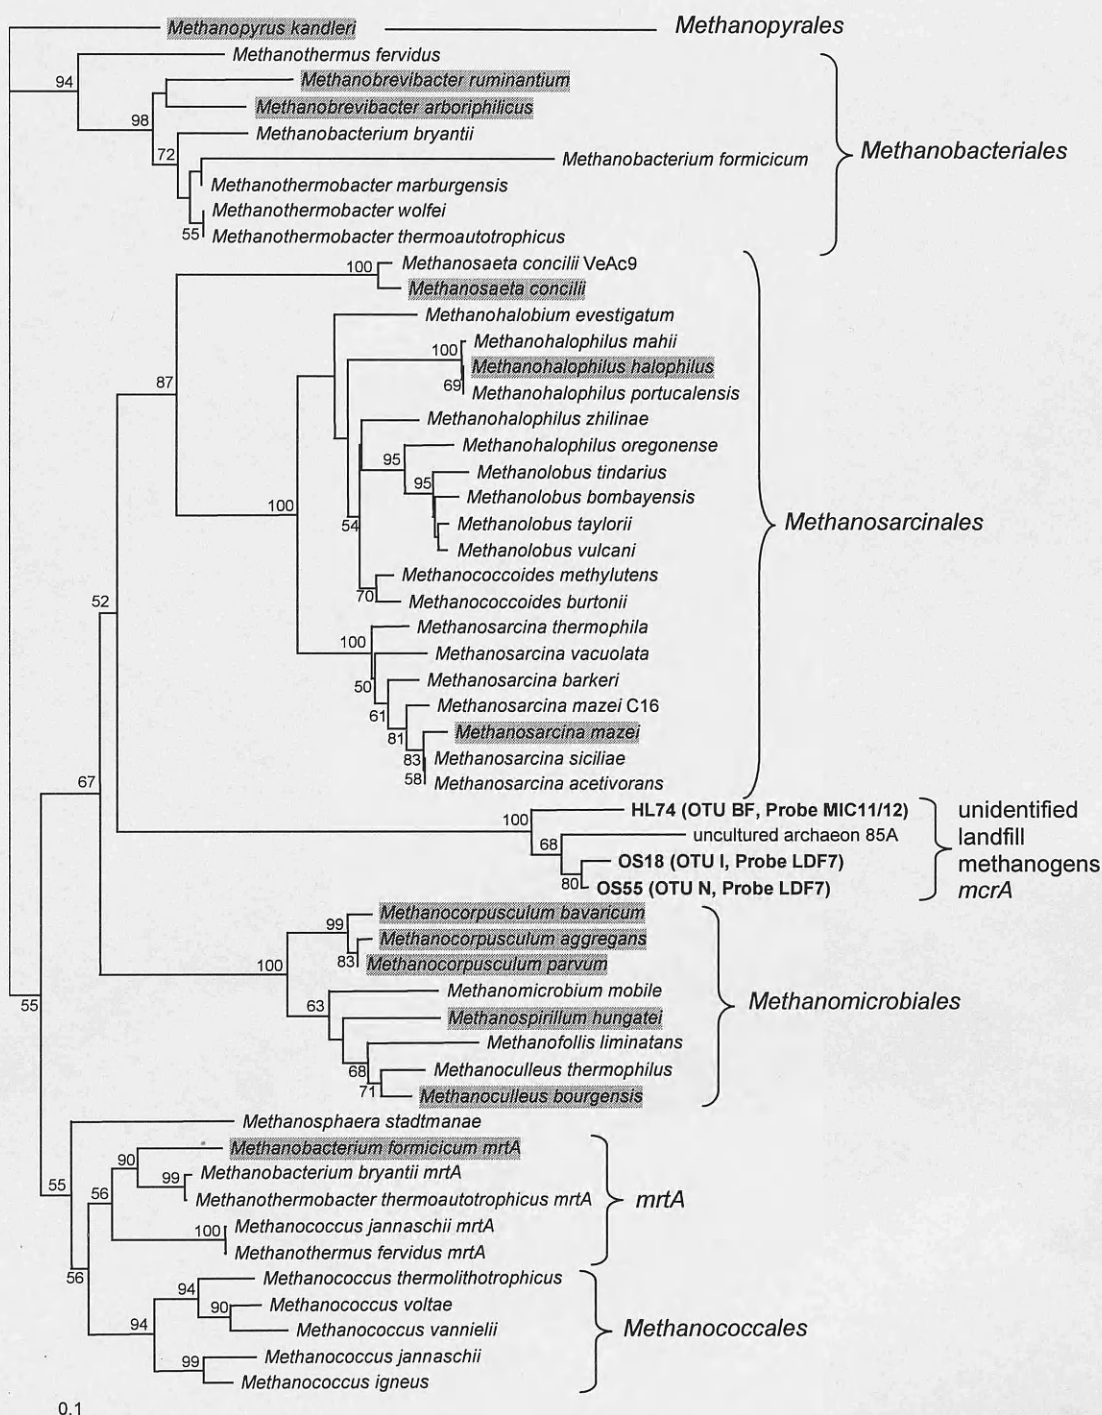 Methanopyrus kandleri Methanopyrales
Methanothermus fervidus
94
Methanobrevibacter ruminantium
Methanobrevibacter arboriphilicus
98
Methanobacterium bryantii
Methanobacteriales
72
Methanobacterium formicicum
Methanothermobacter marburgensis
Methanothermobacter wolfei
55
Methanothermobacter thermoautotrophicus
100
Methanosaeta concilii VeAc9
Methanosaeta concilii
Methanohalobium evestigatum
Methanohalophilus mahii
100
Methanohalophilus halophilus
87
69
Methanohalophilus portucalensis
Methanohalophilus zhilinae
Methanohalophilus oregonense
95
Methanolobus tindarius
95
Methanolobus bombayensis
100
54
Methanolobus taylorii
Methanosarcinales
Methanolobus vulcani
Methanococcoides methylutens
70
Methanococcoides burtonii
52
Methanosarcina thermophila
100
Methanosarcina vacuolata
50
Methanosarcina barkeri
61
Methanosarcina mazei C16
81
Methanosarcina mazei
83
Methanosarcina siciliae
58
Methanosarcina acetivorans
67
HL74 (OTU BF, Probe MIC11/12)
100
uncultured archaeon 85A
68
OS18 (OTU I, Probe LDF7)
80
OS55 (OTU N, Probe LDF7)
unidentified
landfill
methanogens
mcrA
Methanocorpusculum bavaricum
99
Methanocorpusculum aggregans
83
Methanocorpusculum parvum
100
Methanomicrobium mobile
63
Methanomicrobiales
55
Methanospirillum hungatei
Methanofollis liminatans
68
Methanoculleus thermophilus
71
Methanoculleus bourgensis
Methanosphaera stadtmanae
Methanobacterium formicicum mrtA
90
Methanobacterium bryantii mrtA
99
55
56
Methanothermobacter thermoautotrophicus mrtA
mrtA
Methanococcus jannaschii mrtA
100
Methanothermus fervidus mrtA
56
Methanococcus thermolithotrophicus
94
Methanococcus voltae
90
94
Methanococcus vannielii
Methanococcales
Methanococcus jannaschii
99
Methanococcus igneus
0.1